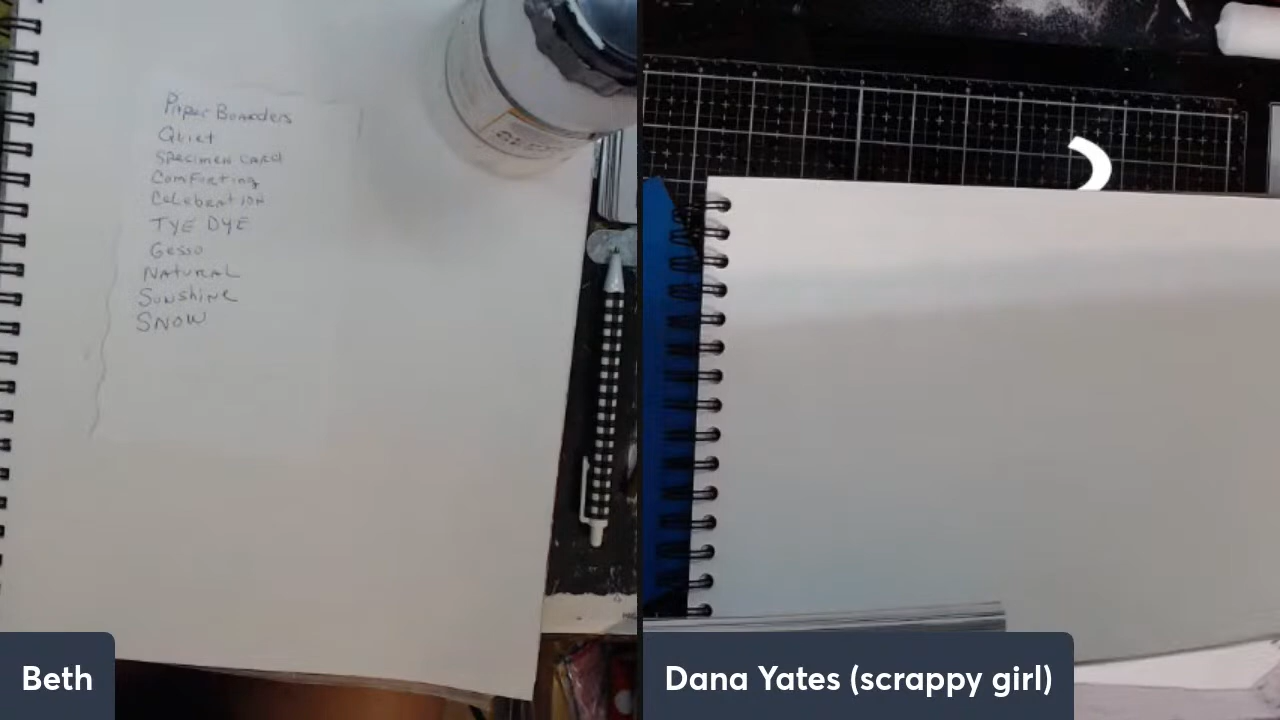 Paper Boarders
Quiet
Specimen card
Comforting
Celebration
TYE DYE
Gesso
NATURAL
Sunshine
SNOW
Beth
Dana Yates (scrappy girl)